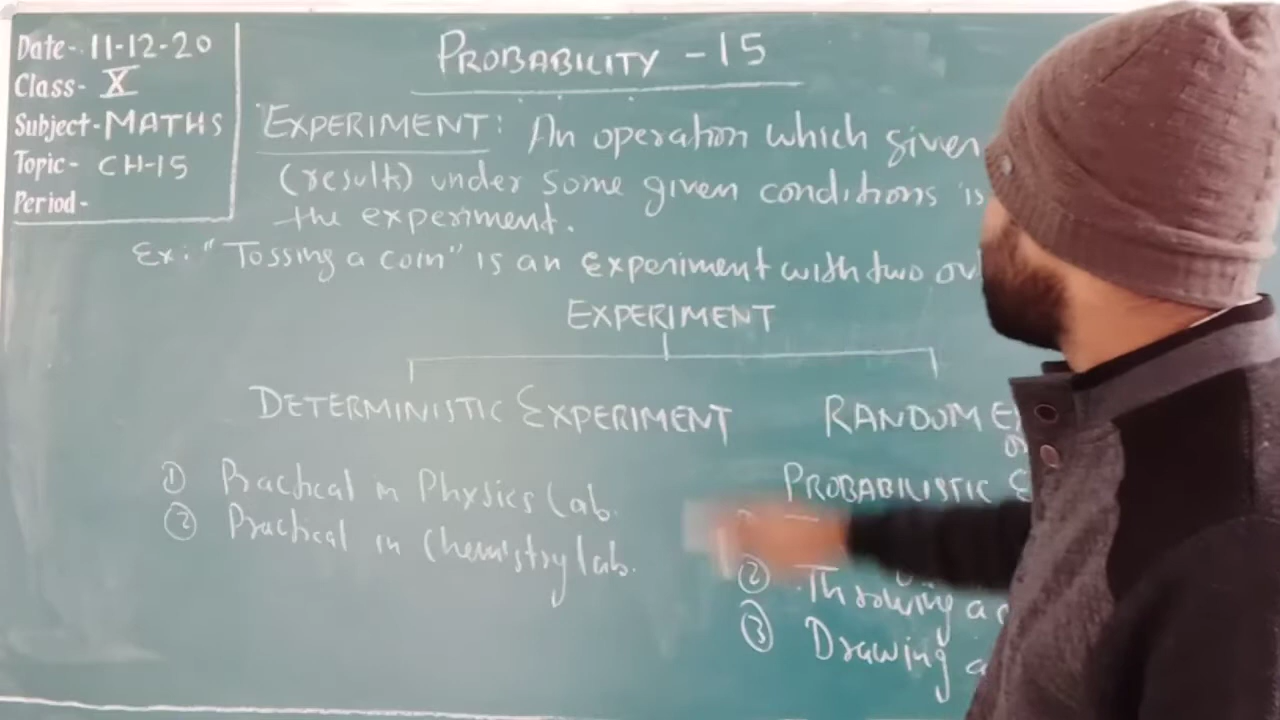 Date- 11-12-20
Class- X
Subject- MATHS
Topic- CH-15
Period-
PROBABILITY - 15
EXPERIMENT: An operation which given
(result) under some given conditions is
the experiment.
Ex: "Tossing a coin" is an Experiment with two
EXPERIMENT
DETERMINISTIC EXPERIMENT
① Practical in Physics Lab.
② Practical in Chemistry lab.
RANDOM
PROBABILISTIC
② Throwing a
③ Drawing a